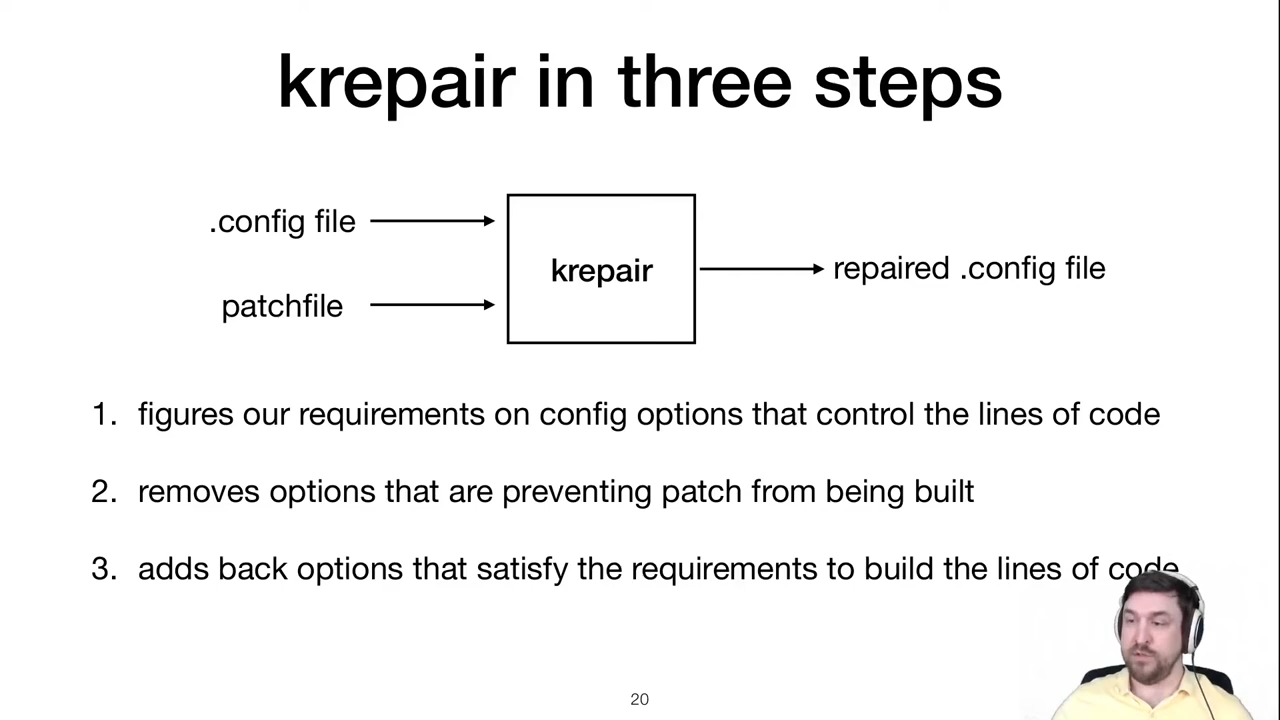 krepair in three steps
.config file
patchfile
krepair
repaired .config file
1. figures our requirements on config options that control the lines of code
2. removes options that are preventing patch from being built
3. adds back options that satisfy the requirements to build the lines of code
20